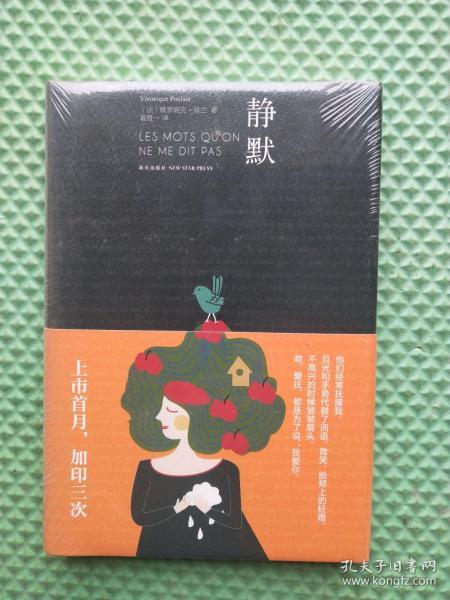 Véronique Poulain
[法] 维罗妮克·普兰 著
袁筱一 译
LES MOTS QU'ON
NE ME DIT PAS
新星出版社 NEW STAR PRESS
静默
他们经常抚摸我。
目光和手势代替了词语。微笑、脸颊上的轻蹭、
不高兴的时候皱皱眉头、
吻、爱抚,都是为了说:我爱你。
上市首月,加印三次
孔夫子旧书网
www.kongfz.com